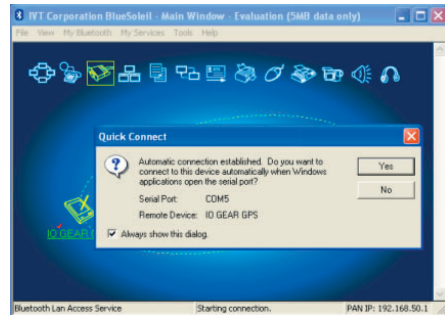 IVT Corporation BlueSoleil - Main Window - Evaluation (5MB data only)
File View My Bluetooth My Services Tools Help
Quick Connect
Automatic connection established. Do you want to
connect to this device automatically when Windows
applications open the serial port?
Yes
No
Serial Port: COM5
Remote Device: IO GEAR GPS
Always show this dialog.
IO GEAR
Bluetooth Lan Access Service Starting connection. PAN IP: 192.168.50.1